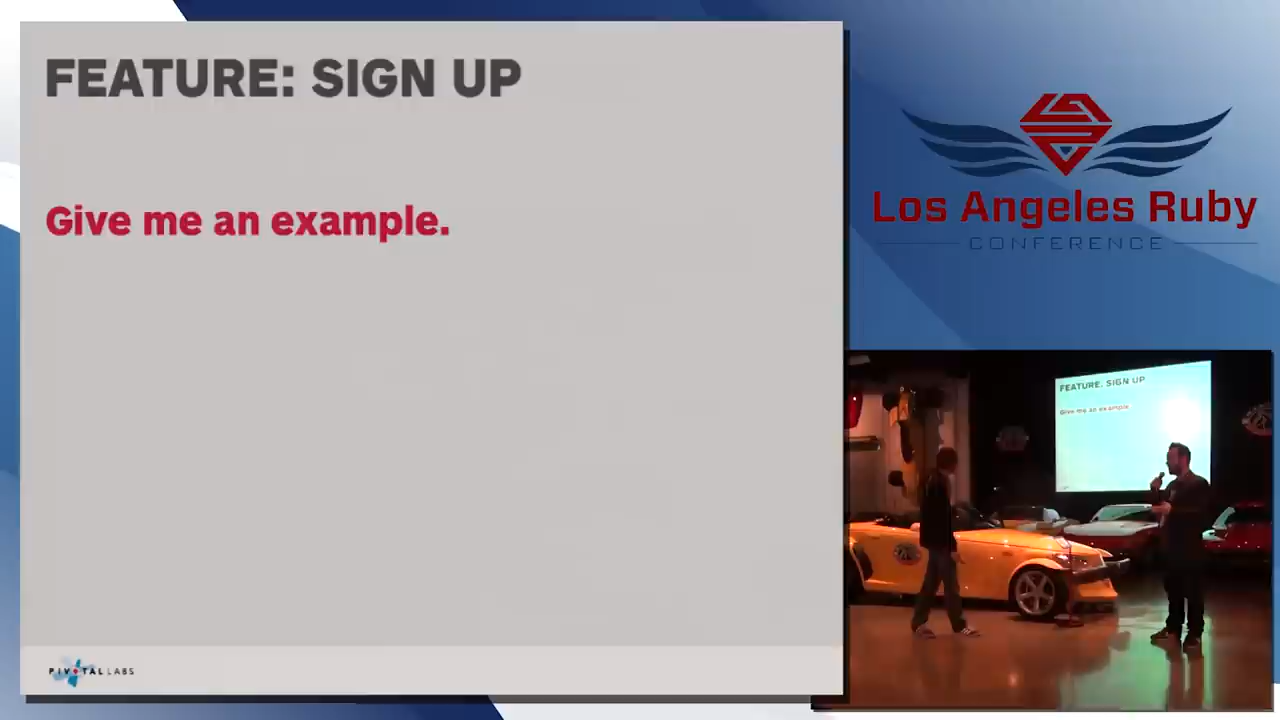 FEATURE: SIGN UP
Give me an example.
PIVOTAL LABS
Los Angeles Ruby
CONFERENCE
FEATURE: SIGN UP
Give me an example.